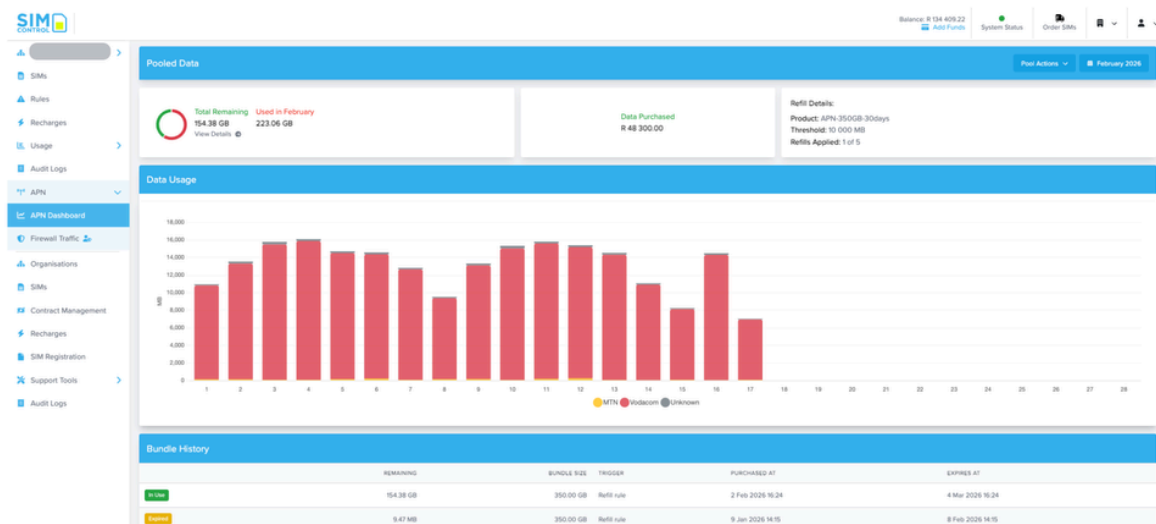 SIM
CONTROL
Balance: R 134 409.22
Add Funds
System Status
Order SIMs
SIMs
Rules
Recharges
Usage
Audit Logs
APN
APN Dashboard
Firewall Traffic
Organisations
SIMs
Contract Management
Recharges
SIM Registration
Support Tools
Audit Logs
Pooled Data
Pool Actions
February 2026
Total Remaining Used in February
154.38 GB 223.06 GB
View Details
Data Purchased
R 48 300.00
Refill Details:
Product: APN-350GB-30days
Threshold: 10 000 MB
Refills Applied: 1 of 5
Data Usage
18,000
16,000
14,000
12,000
10,000
8,000
6,000
4,000
2,000
0
MB
1 2 3 4 5 6 7 8 9 10 11 12 13 14 15 16 17 18 19 20 21 22 23 24 25 26 27 28
MTN Vodacom Unknown
Bundle History
REMAINING BUNDLE SIZE TRIGGER PURCHASED AT EXPIRES AT
In Use 154.38 GB 350.00 GB Refill rule 2 Feb 2026 16:24 4 Mar 2026 16:24
Expired 9.47 MB 350.00 GB Refill rule 9 Jan 2026 14:15 8 Feb 2026 14:15